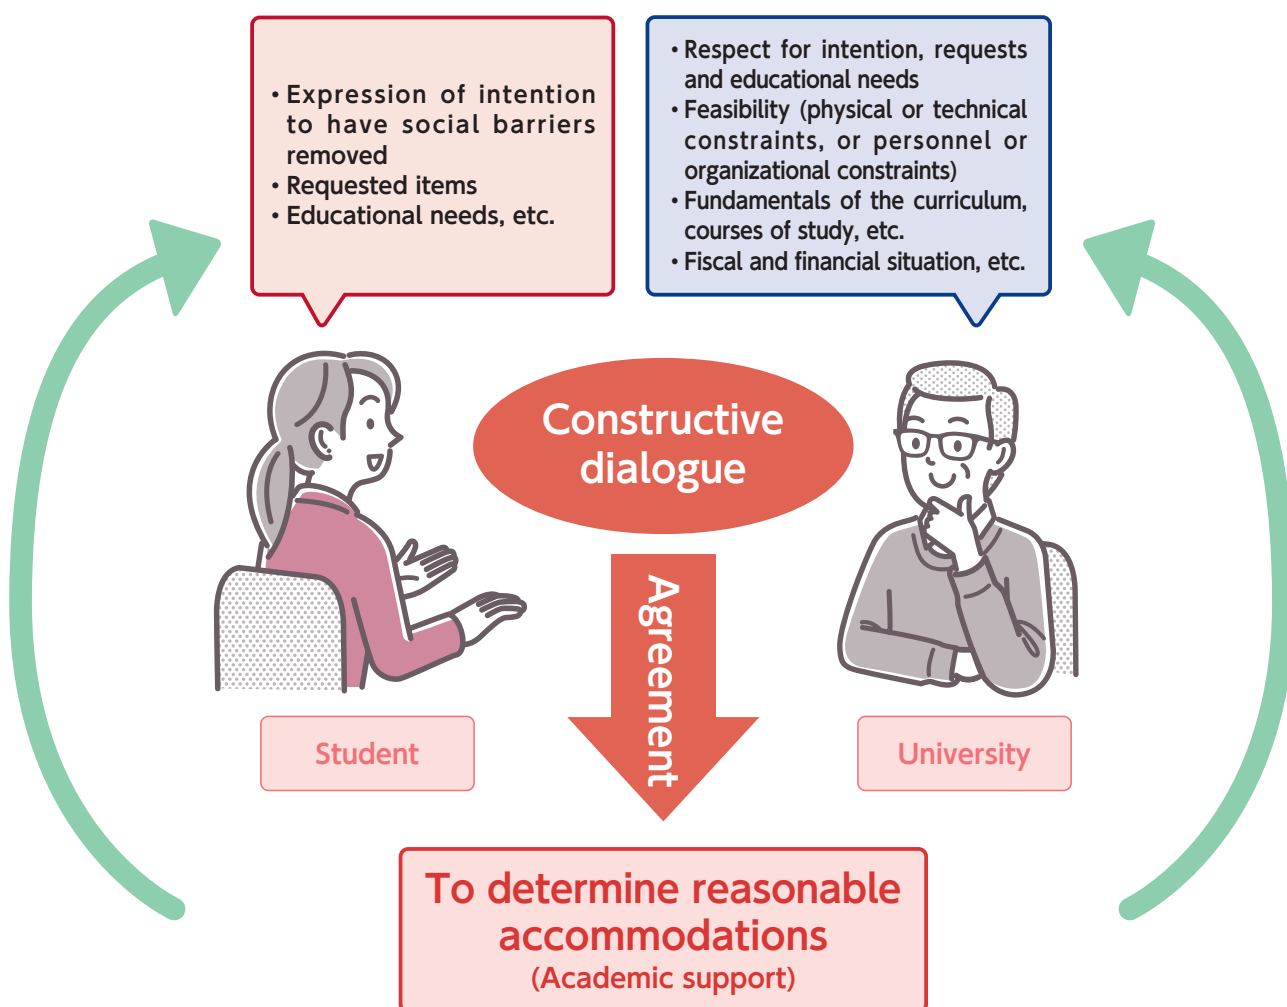 • Expression of intention
to have social barriers
removed
• Requested items
• Educational needs, etc.
• Respect for intention, requests
and educational needs
• Feasibility (physical or technical
constraints, or personnel or
organizational constraints)
• Fundamentals of the curriculum,
courses of study, etc.
• Fiscal and financial situation, etc.
Constructive
dialogue
Agreement
Student
University
To determine reasonable
accommodations
(Academic support)